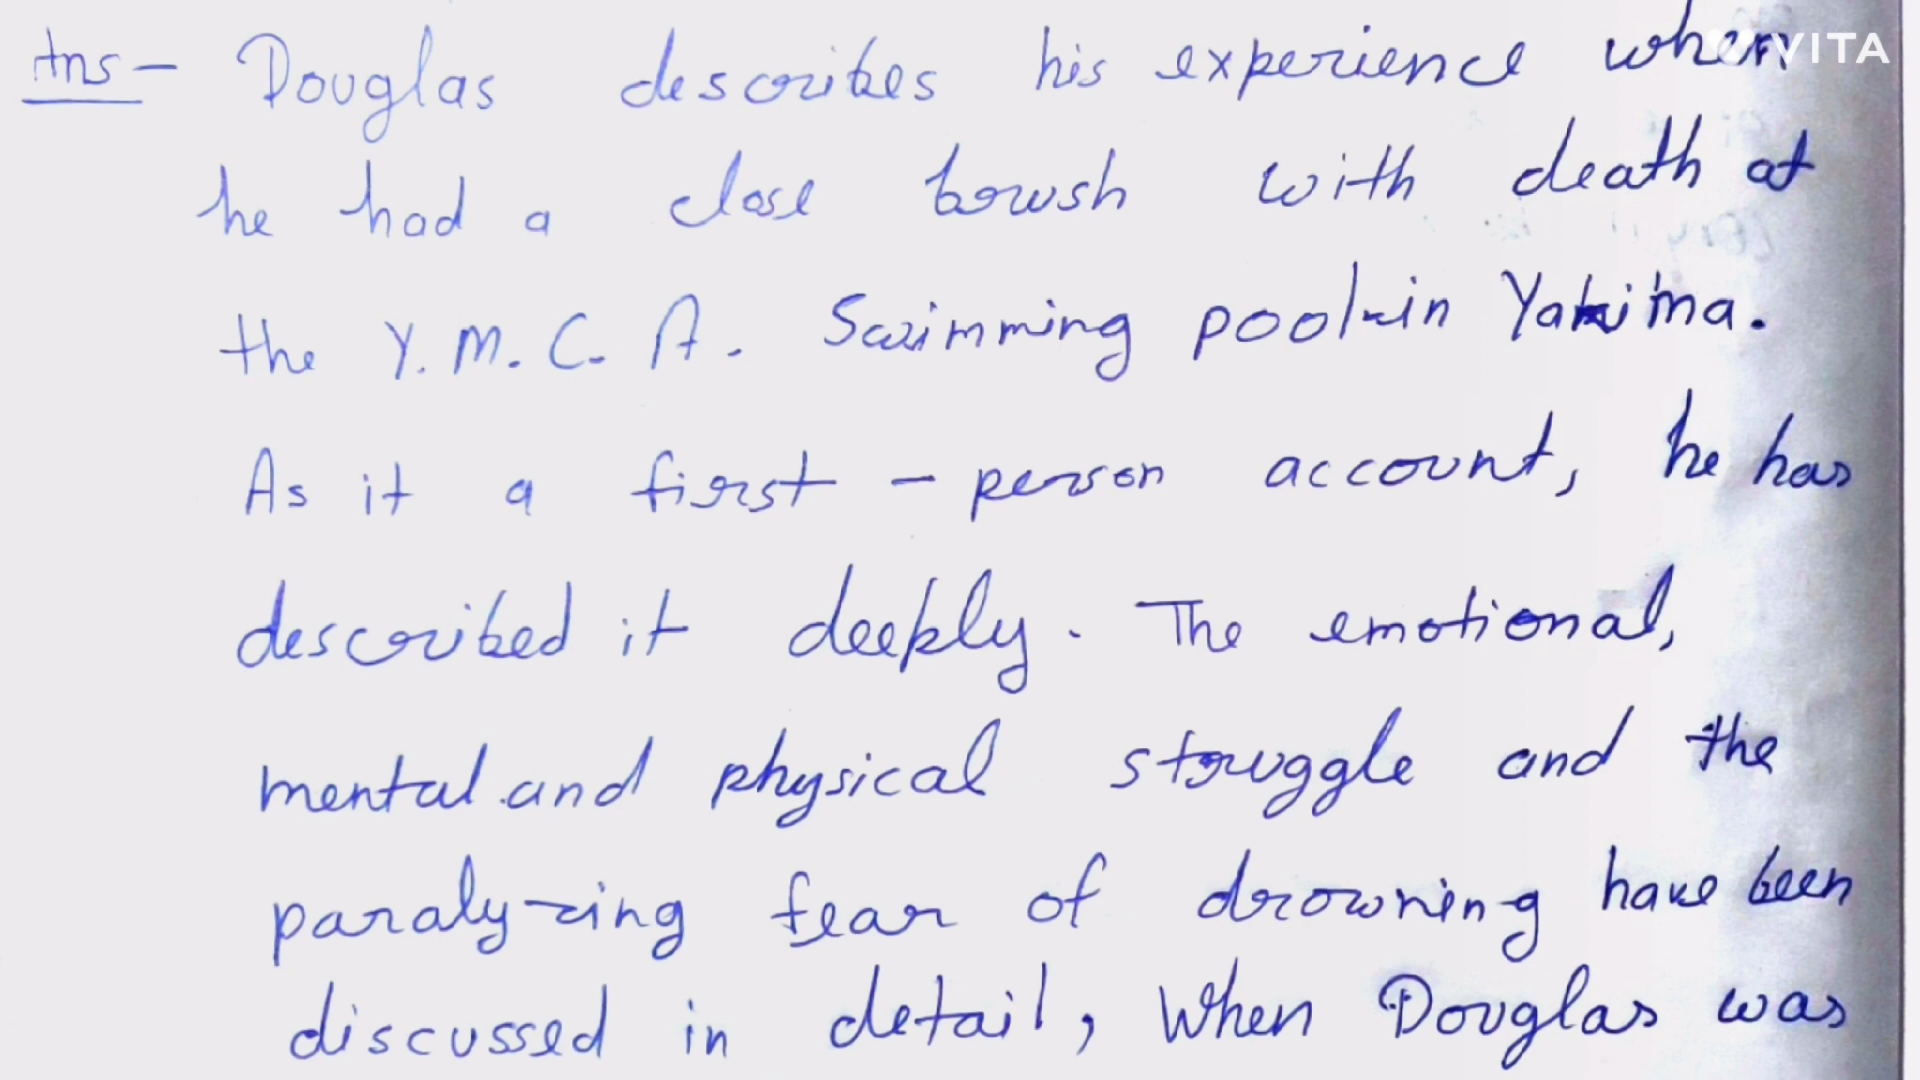 Ans - Douglas describes his experience when
VITA
he had a close brush with death at
the Y.M.C.A. Swimming pool-in Yakima.
As it a first - person account, he has
described it deeply. The emotional,
mental and physical struggle and the
paralyzing fear of drowning have been
discussed in detail, When Douglas was